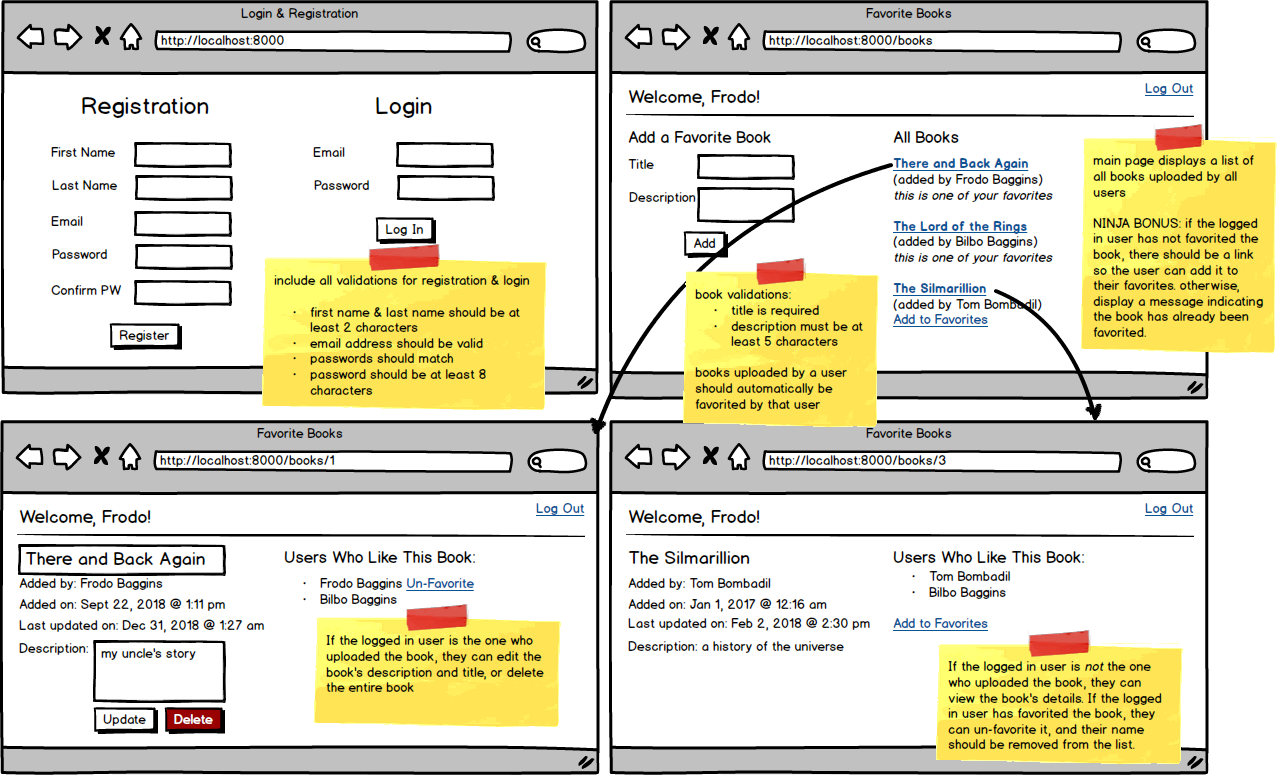 Login & Registration
http://localhost:8000
Registration
First Name
Last Name
Email
Password
Confirm PW
Register
Login
Email
Password
Log In
include all validations for registration & login
· first name & last name should be at
least 2 characters
· email address should be valid
· passwords should match
· password should be at least 8
characters
Favorite Books
http://localhost:8000/books
Welcome, Frodo!
Log Out
Add a Favorite Book
Title
Description
Add
book validations:
· title is required
· description must be at
least 5 characters
books uploaded by a user
should automatically be
favorited by that user
All Books
There and Back Again
(added by Frodo Baggins)
this is one of your favorites
The Lord of the Rings
(added by Bilbo Baggins)
this is one of your favorites
The Silmarillion
(added by Tom Bombadil)
Add to Favorites
main page displays a list of
all books uploaded by all
users
NINJA BONUS: if the logged
in user has not favorited the
book, there should be a link
so the user can add it to
their favorites. otherwise,
display a message indicating
the book has already been
favorited.
Favorite Books
http://localhost:8000/books/1
Welcome, Frodo!
Log Out
There and Back Again
Added by: Frodo Baggins
Added on: Sept 22, 2018 @ 1:11 pm
Last updated on: Dec 31, 2018 @ 1:27 am
Description:
my uncle's story
Update
Delete
Users Who Like This Book:
· Frodo Baggins Un-Favorite
· Bilbo Baggins
If the logged in user is the one who
uploaded the book, they can edit the
book's description and title, or delete
the entire book
Favorite Books
http://localhost:8000/books/3
Welcome, Frodo!
Log Out
The Silmarillion
Added by: Tom Bombadil
Added on: Jan 1, 2017 @ 12:16 am
Last updated on: Feb 2, 2018 @ 2:30 pm
Description: a history of the universe
Users Who Like This Book:
· Tom Bombadil
· Bilbo Baggins
Add to Favorites
If the logged in user is not the one
who uploaded the book, they can
view the book's details. If the logged
in user has favorited the book, they
can un-favorite it, and their name
should be removed from the list.